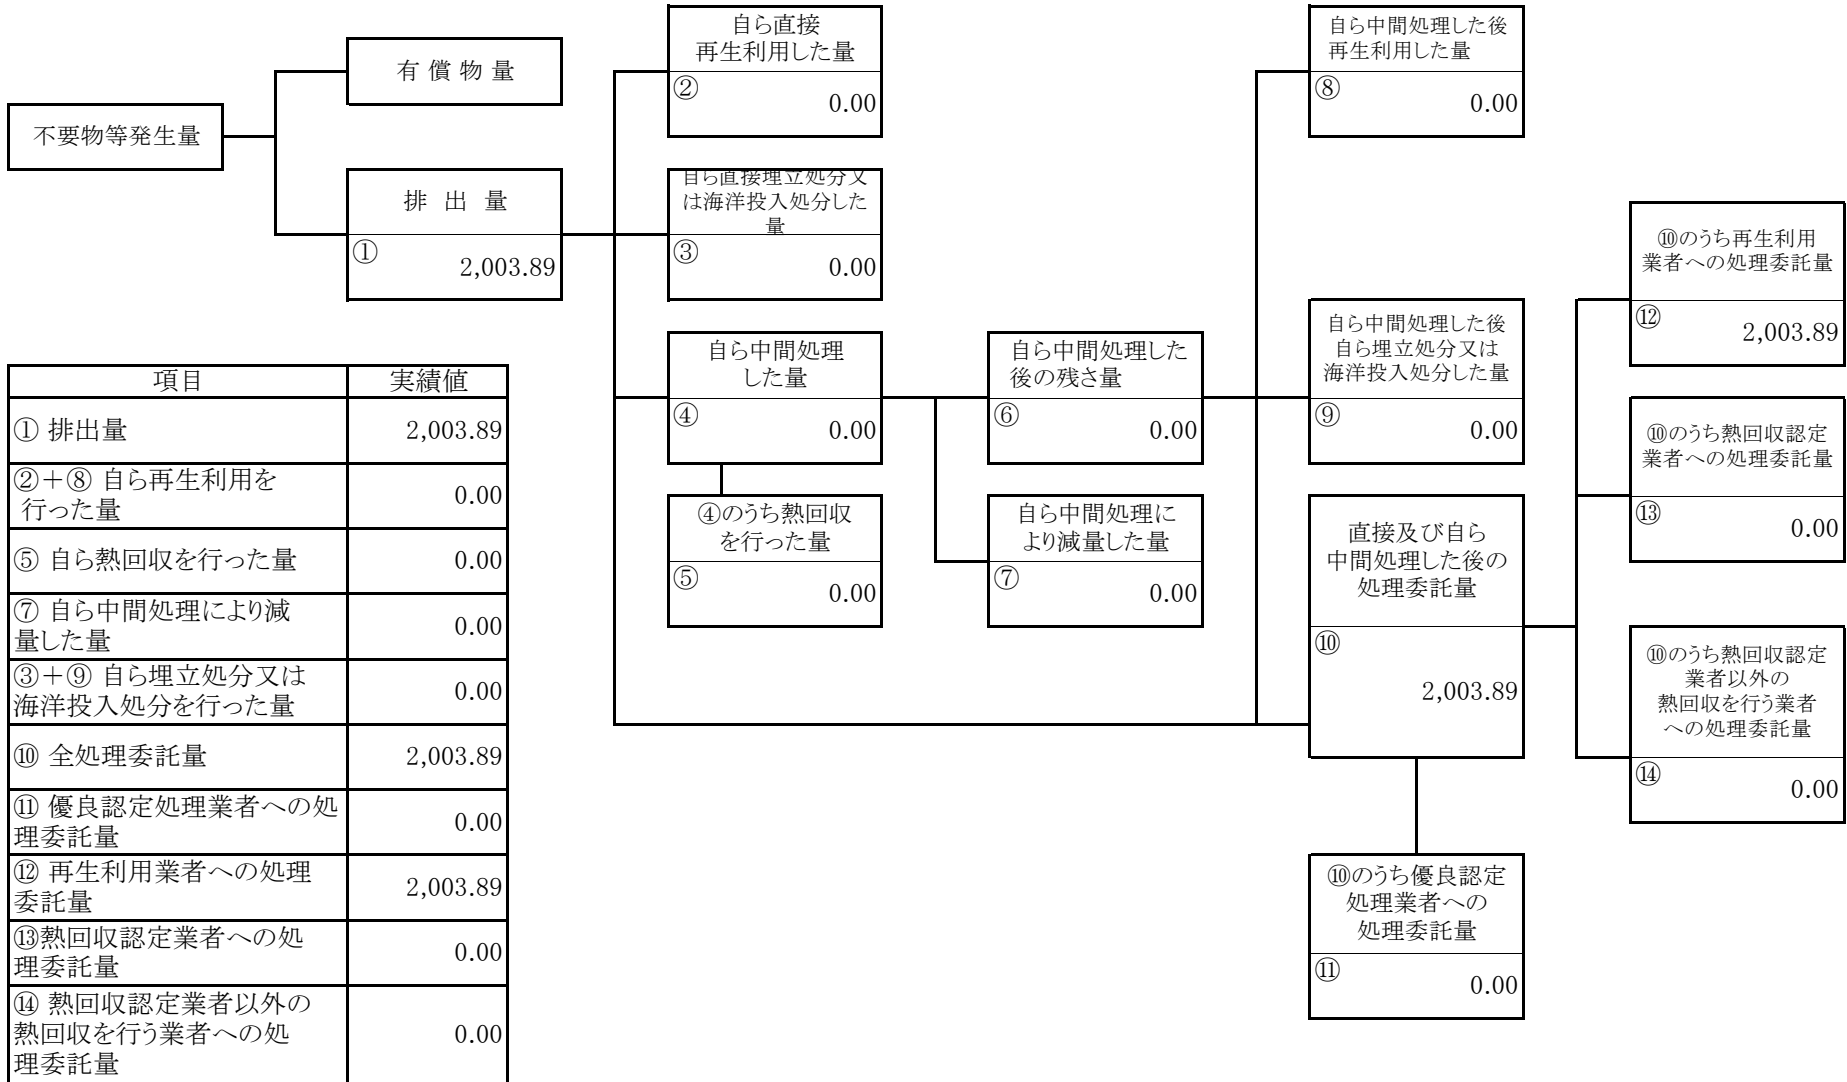 不要物等発生量
有 償 物 量
排 出 量
①
2,003.89
自ら直接
再生利用した量
②
0.00
自ら直接埋立処分又
は海洋投入処分した
量
③
0.00
自ら中間処理
した量
④
0.00
④のうち熱回収
を行った量
⑤
0.00
自ら中間処理した
後の残さ量
⑥
0.00
自ら中間処理に
より減量した量
⑦
0.00
自ら中間処理した後
再生利用した量
⑧
0.00
自ら中間処理した後
自ら埋立処分又は
海洋投入処分した量
⑨
0.00
直接及び自ら
中間処理した後の
処理委託量
⑩
2,003.89
⑩のうち優良認定
処理業者への
処理委託量
⑪
0.00
⑩のうち再生利用
業者への処理委託量
⑫
2,003.89
⑩のうち熱回収認定
業者への処理委託量
⑬
0.00
⑩のうち熱回収認定
業者以外の
熱回収を行う業者
への処理委託量
⑭
0.00
項目 実績値
① 排出量 2,003.89
②+⑧ 自ら再生利用を
行った量
0.00
⑤ 自ら熱回収を行った量 0.00
⑦ 自ら中間処理により減
量した量
0.00
③+⑨ 自ら埋立処分又は
海洋投入処分を行った量
0.00
⑩ 全処理委託量 2,003.89
⑪ 優良認定処理業者への処
理委託量
0.00
⑫ 再生利用業者への処理
委託量
2,003.89
⑬熱回収認定業者への処
理委託量
0.00
⑭ 熱回収認定業者以外の
熱回収を行う業者への処
理委託量
0.00